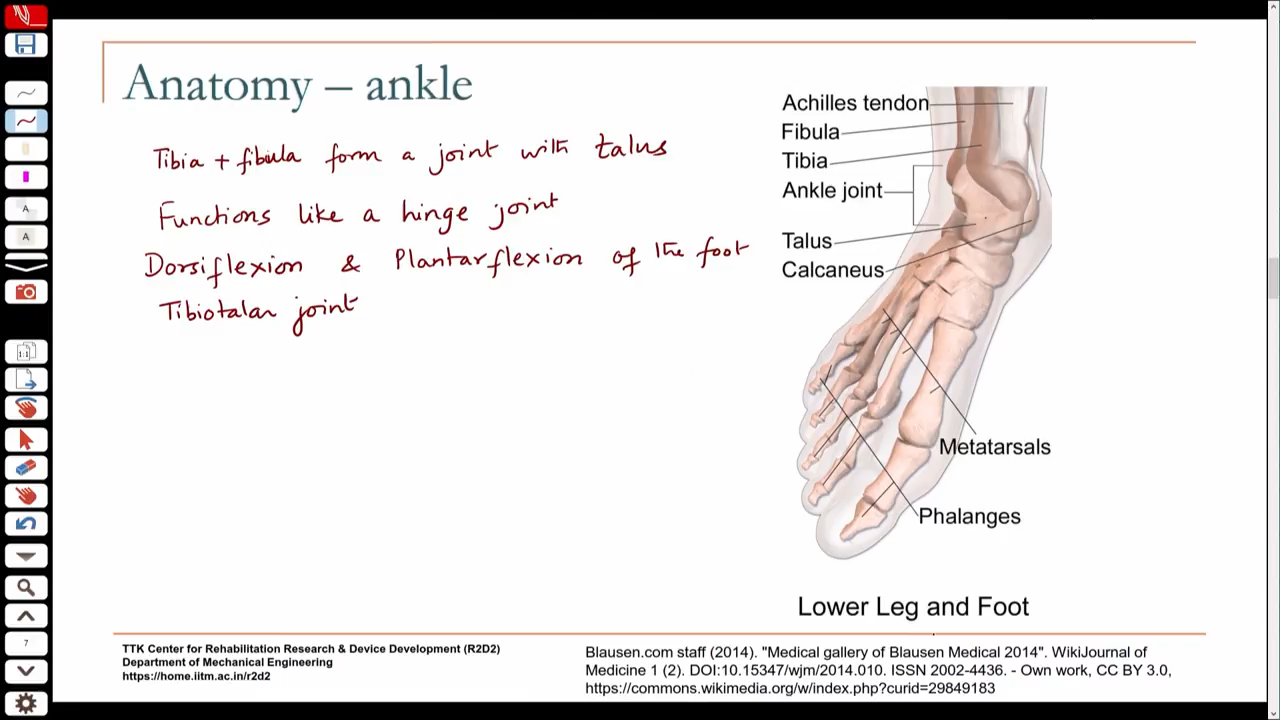 Anatomy – ankle
Tibia + fibula form a joint with talus
Functions like a hinge joint
Dorsiflexion & Plantarflexion of the foot
Tibiotalar joint
Achilles tendon
Fibula
Tibia
Ankle joint
Talus
Calcaneus
Metatarsals
Phalanges
Lower Leg and Foot
TTK Center for Rehabilitation Research & Device Development (R2D2)
Department of Mechanical Engineering
https://home.iitm.ac.in/r2d2
Blausen.com staff (2014). "Medical gallery of Blausen Medical 2014". WikiJournal of
Medicine 1 (2). DOI:10.15347/wjm/2014.010. ISSN 2002-4436. - Own work, CC BY 3.0,
https://commons.wikimedia.org/w/index.php?curid=29849183
A
A
1:1
7